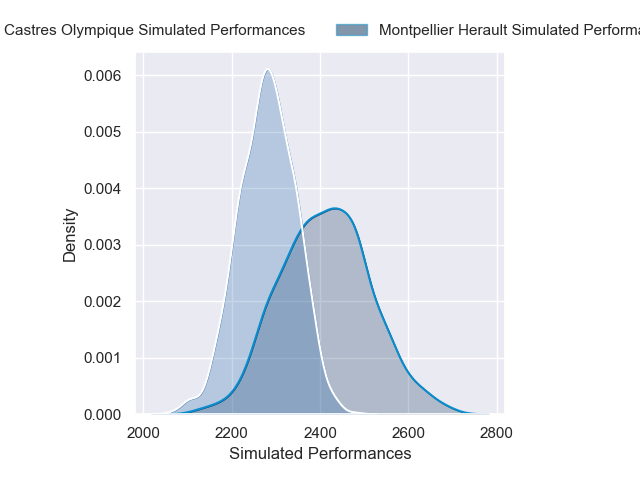 Castres Olympique Simulated Performances
Montpellier Herault Simulated Performa
0.006
0.005
0.004
0.003
0.002
0.001
0.000
Density
2000 2200 2400 2600 2800
Simulated Performances